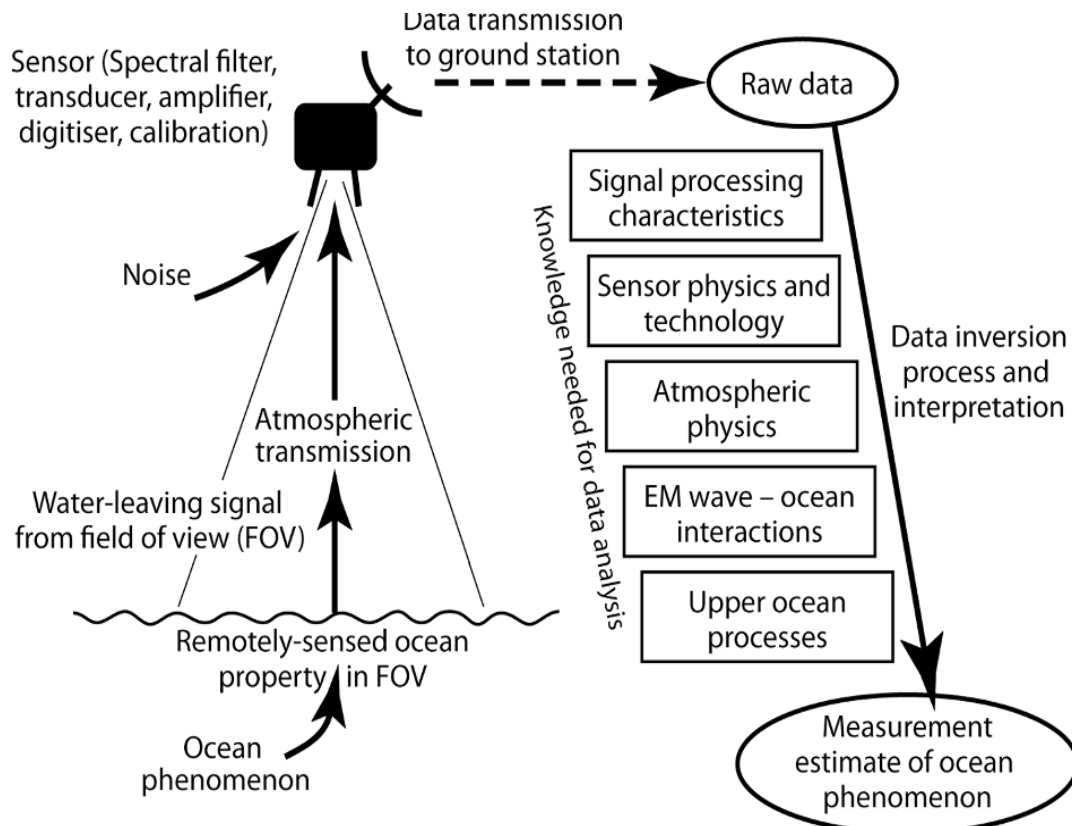 Data transmission
to ground station
Sensor (Spectral filter,
transducer, amplifier,
digitiser, calibration)
Raw data
Noise
Signal processing
characteristics
Sensor physics and
technology
Atmospheric
physics
EM wave – ocean
interactions
Upper ocean
processes
Knowledge needed for data analysis
Data inversion
process and
interpretation
Atmospheric
transmission
Water-leaving signal
from field of view (FOV)
Remotely-sensed ocean
property in FOV
Ocean
phenomenon
Measurement
estimate of ocean
phenomenon